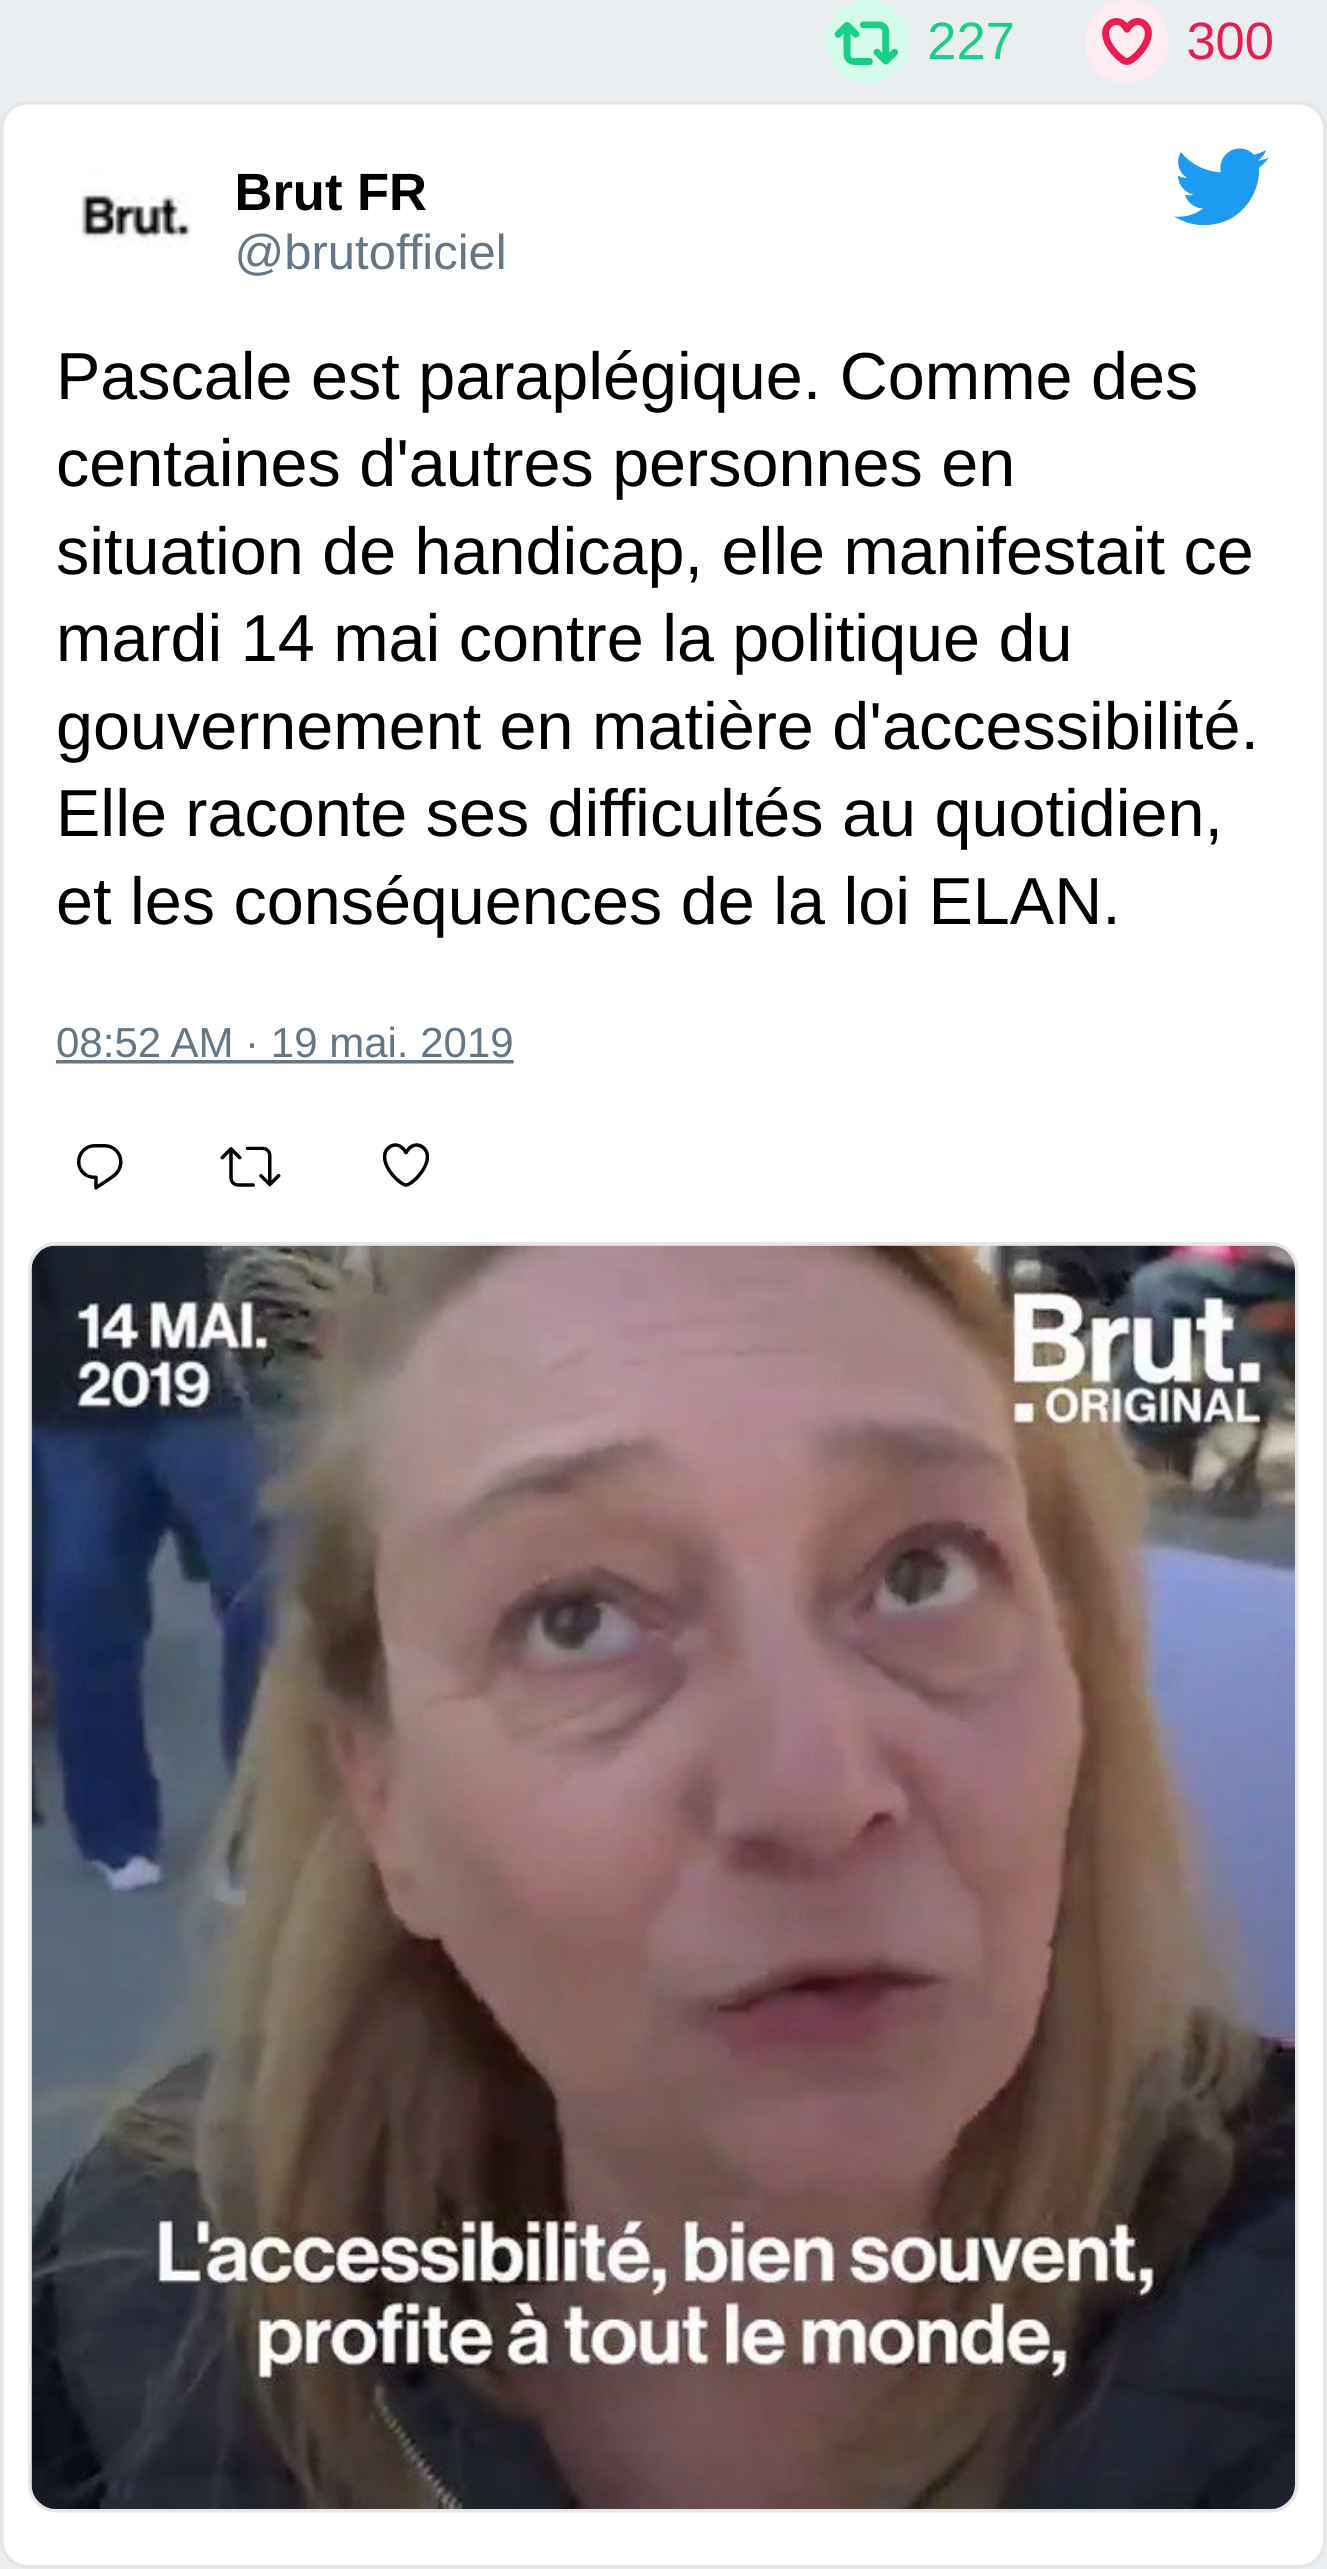 227 300
Brut.
Brut FR
@brutofficiel
Pascale est paraplégique. Comme des
centaines d'autres personnes en
situation de handicap, elle manifestait ce
mardi 14 mai contre la politique du
gouvernement en matière d'accessibilité.
Elle raconte ses difficultés au quotidien,
et les conséquences de la loi ELAN.
08:52 AM · 19 mai. 2019
14 MAI.
2019
Brut.
ORIGINAL
L'accessibilité, bien souvent,
profite à tout le monde,